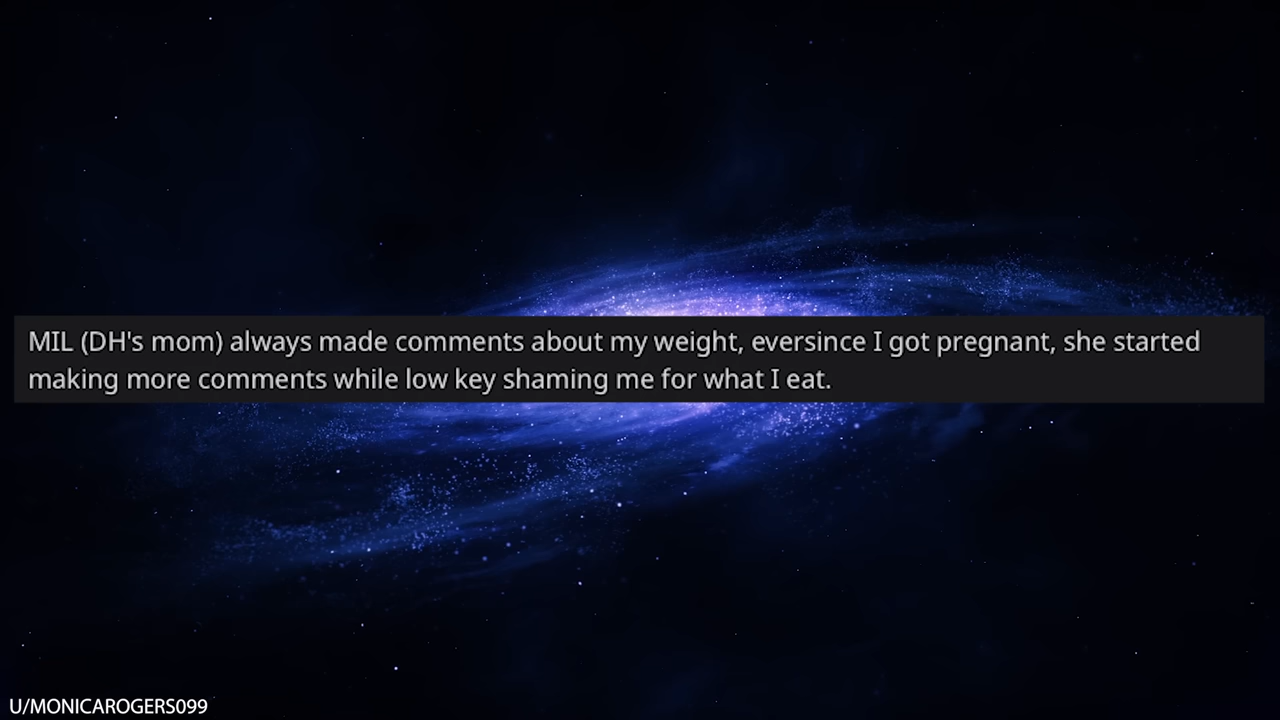 MIL (DH's mom) always made comments about my weight, eversince I got pregnant, she started
making more comments while low key shaming me for what I eat.
U/MONICAROGERS099